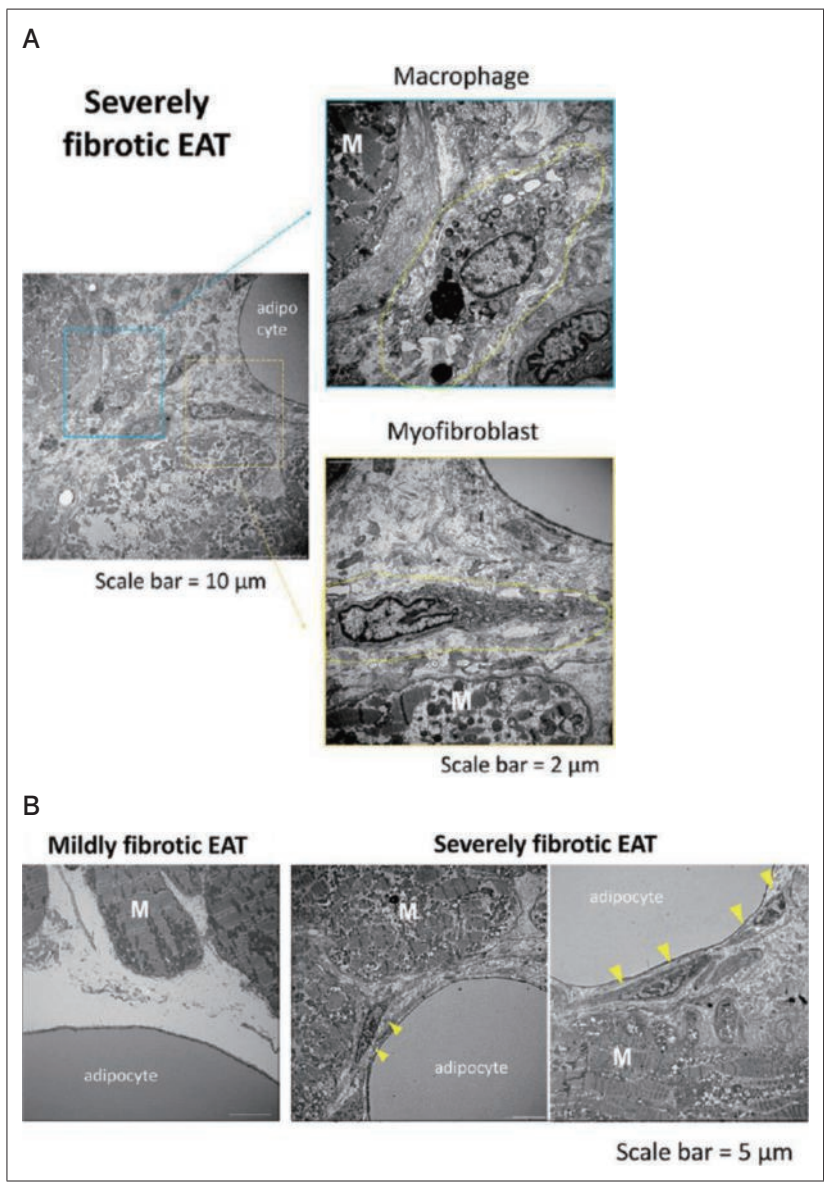 A
Severely
fibrotic EAT
Macrophage
M
adipo
cyte
Myofibroblast
M
Scale bar = 10 μm
Scale bar = 2 μm
B
Mildly fibrotic EAT
Severely fibrotic EAT
M
adipocyte
M
adipocyte
adipocyte
M
Scale bar = 5 μm